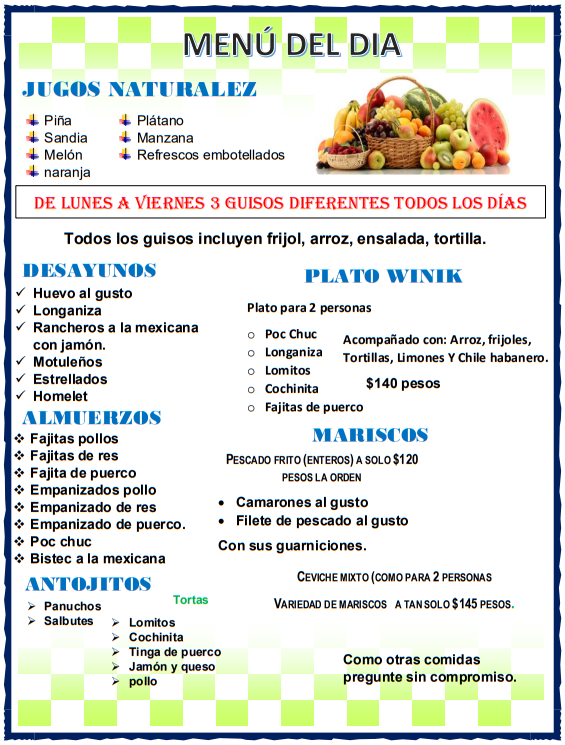 MENÚ DEL DIA
JUGOS NATURALEZ
Piña
Sandia
Melón
naranja
Plátano
Manzana
Refrescos embotellados
DE LUNES A VIERNES 3 GUISOS DIFERENTES TODOS LOS DÍAS
Todos los guisos incluyen frijol, arroz, ensalada, tortilla.
DESAYUNOS
✓ Huevo al gusto
✓ Longaniza
✓ Rancheros a la mexicana
con jamón.
✓ Motuleños
✓ Estrellados
✓ Homelet
ALMUERZOS
❖ Fajitas pollos
❖ Fajitas de res
❖ Fajita de puerco
❖ Empanizados pollo
❖ Empanizado de res
❖ Empanizado de puerco.
❖ Poc chuc
❖ Bistec a la mexicana
ANTOJITOS
➢ Panuchos
➢ Salbutes
Tortas
➢ Lomitos
➢ Cochinita
➢ Tinga de puerco
➢ Jamón y queso
➢ pollo
PLATO WINIK
Plato para 2 personas
o Poc Chuc
o Longaniza
o Lomitos
o Cochinita
o Fajitas de puerco
Acompañado con: Arroz, frijoles,
Tortillas, Limones Y Chile habanero.
$140 pesos
MARISCOS
PESCADO FRITO (ENTEROS) A SOLO $120
PESOS LA ORDEN
• Camarones al gusto
• Filete de pescado al gusto
Con sus guarniciones.
CEVICHE MIXTO (COMO PARA 2 PERSONAS
VARIEDAD DE MARISCOS A TAN SOLO $145 PESOS.
Como otras comidas
pregunte sin compromiso.